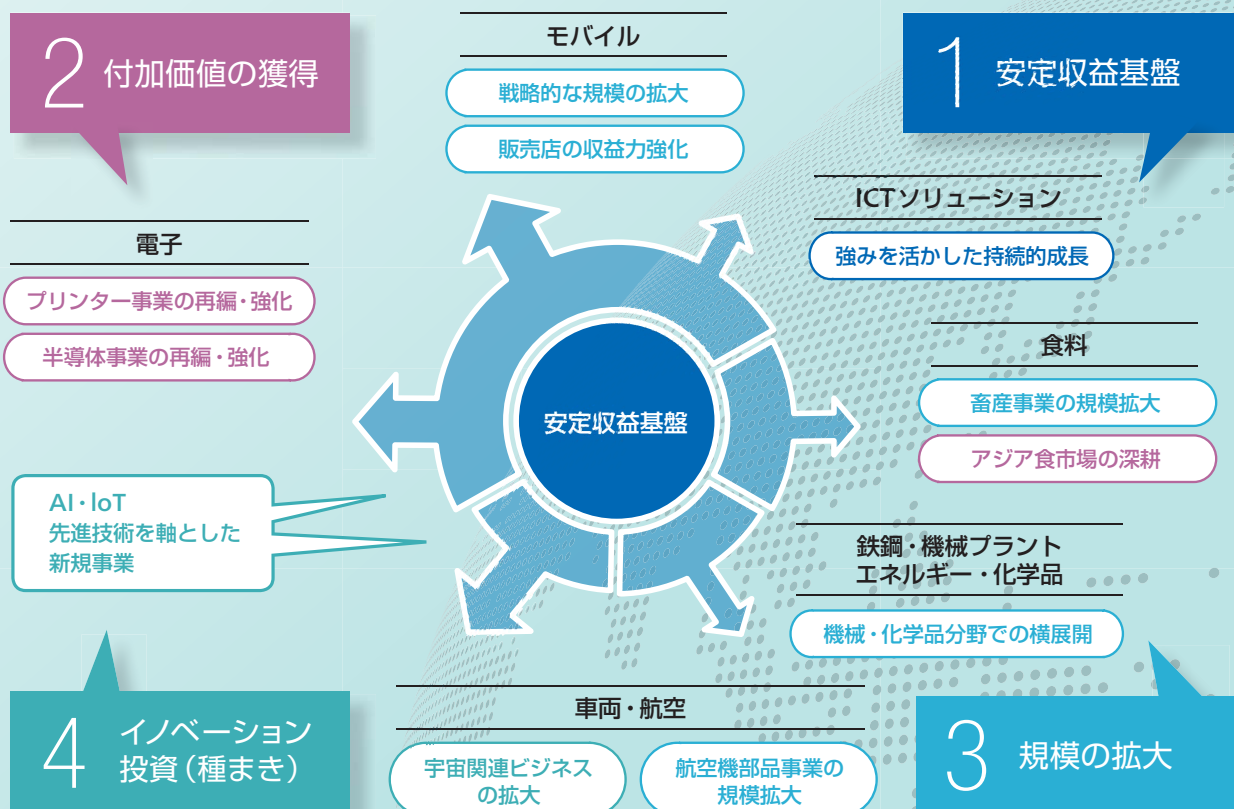 2 付加価値の獲得
モバイル
戦略的な規模の拡大
販売店の収益力強化
1 安定収益基盤
ICTソリューション
強みを活かした持続的成長
電子
プリンター事業の再編・強化
半導体事業の再編・強化
安定収益基盤
食料
畜産事業の規模拡大
アジア食市場の深耕
AI・IoT
先進技術を軸とした
新規事業
鉄鋼・機械プラント
エネルギー・化学品
機械・化学品分野での横展開
4 イノベーション
投資（種まき）
車両・航空
宇宙関連ビジネス
の拡大
航空機部品事業の
規模拡大
3 規模の拡大